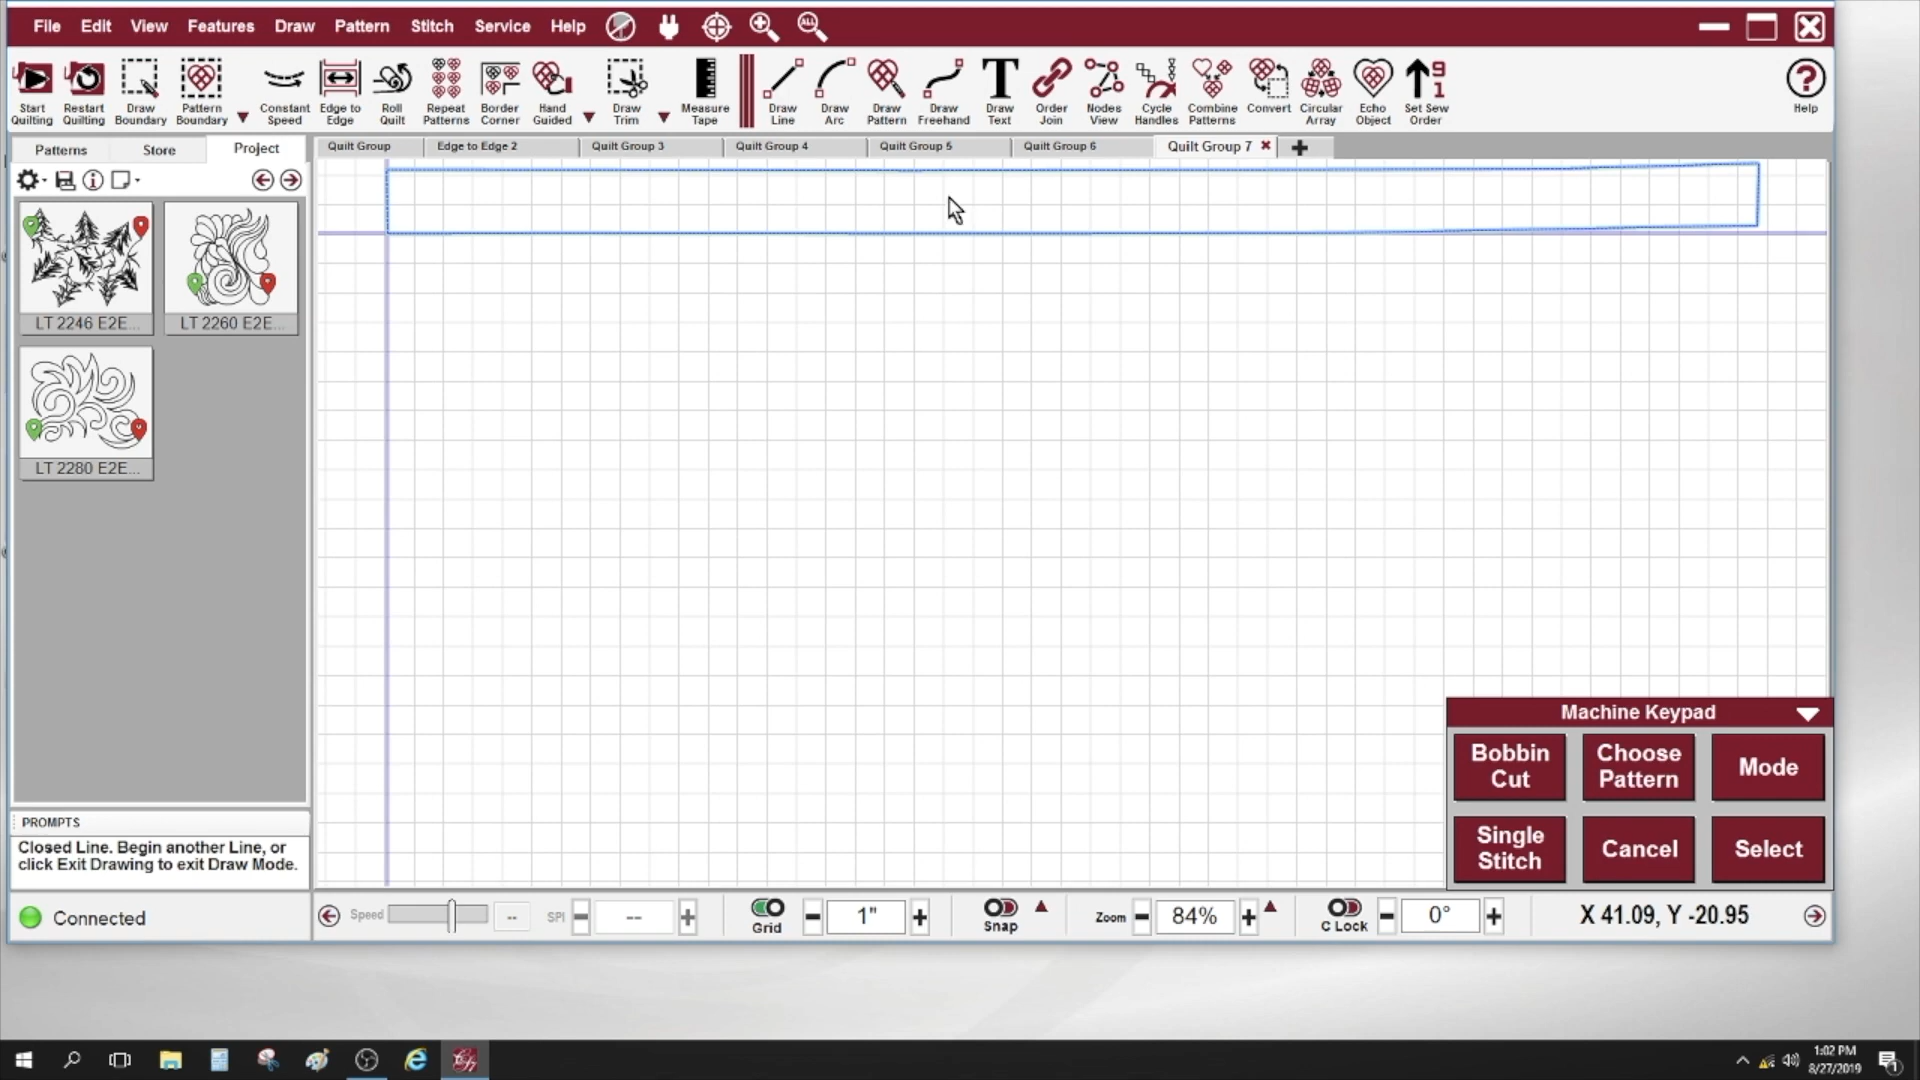 File Edit View Features Draw Pattern Stitch Service Help ALL
Start Quilting Restart Quilting Draw Boundary Pattern Boundary Constant Speed Edge to Edge Roll Quilt Repeat Patterns Border Corner Hand Guided Draw Trim Measure Tape Draw Line Draw Arc Draw Pattern Draw Freehand T Draw Text Order Join Nodes View Cycle Handles Combine Patterns Convert Circular Array Echo Object 9 1 Set Sew Order ? Help
Patterns Store Project
Quilt Group Edge to Edge 2 Quilt Group 3 Quilt Group 4 Quilt Group 5 Quilt Group 6 Quilt Group 7
LT 2246 E2E... LT 2260 E2E...
LT 2280 E2E...
Machine Keypad
Bobbin Cut Choose Pattern Mode
Single Stitch Cancel Select
PROMPTS
Closed Line. Begin another Line, or
click Exit Drawing to exit Draw Mode.
Connected
Speed -- SPI -- Grid 1" Snap Zoom 84% C Lock 0° X 41.09, Y -20.95
1:02 PM
8/27/2019
1